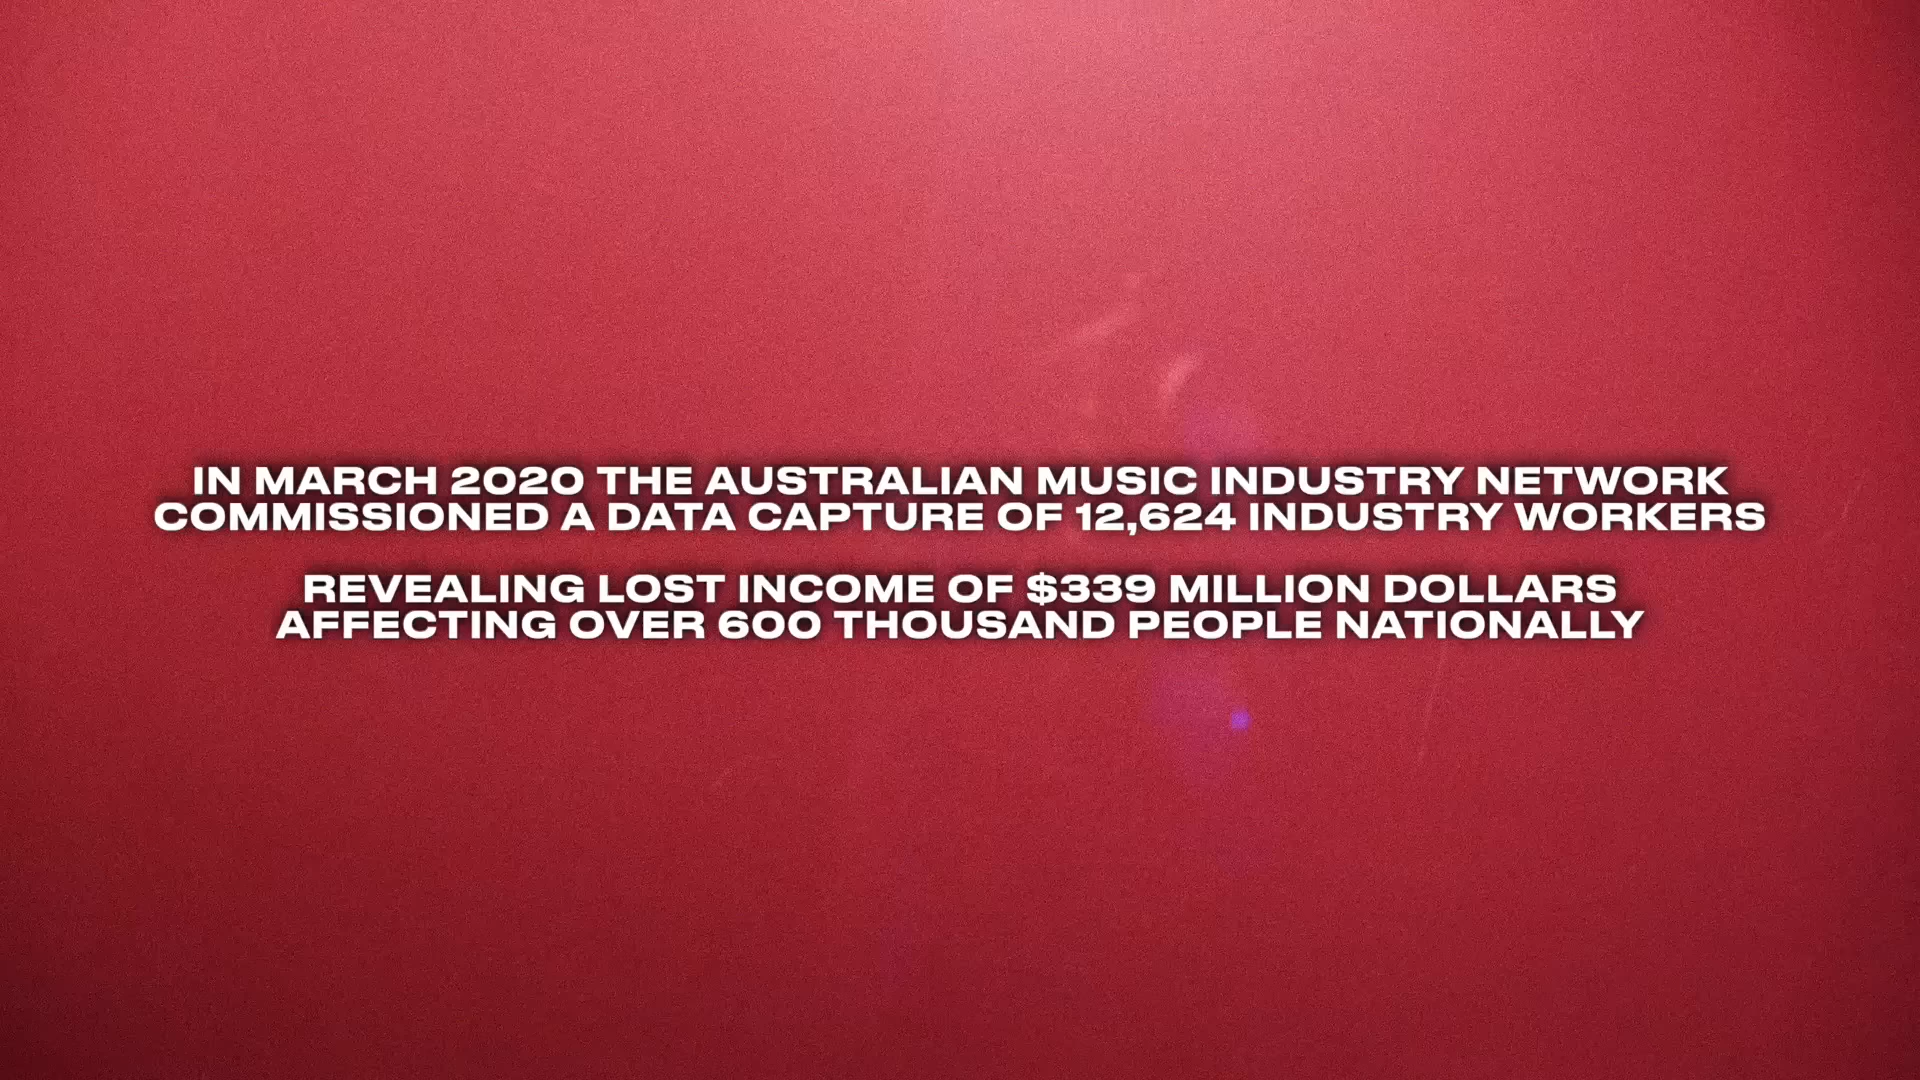 IN MARCH 2020 THE AUSTRALIAN MUSIC INDUSTRY NETWORK
COMMISSIONED A DATA CAPTURE OF 12,624 INDUSTRY WORKERS
REVEALING LOST INCOME OF $339 MILLION DOLLARS
AFFECTING OVER 600 THOUSAND PEOPLE NATIONALLY